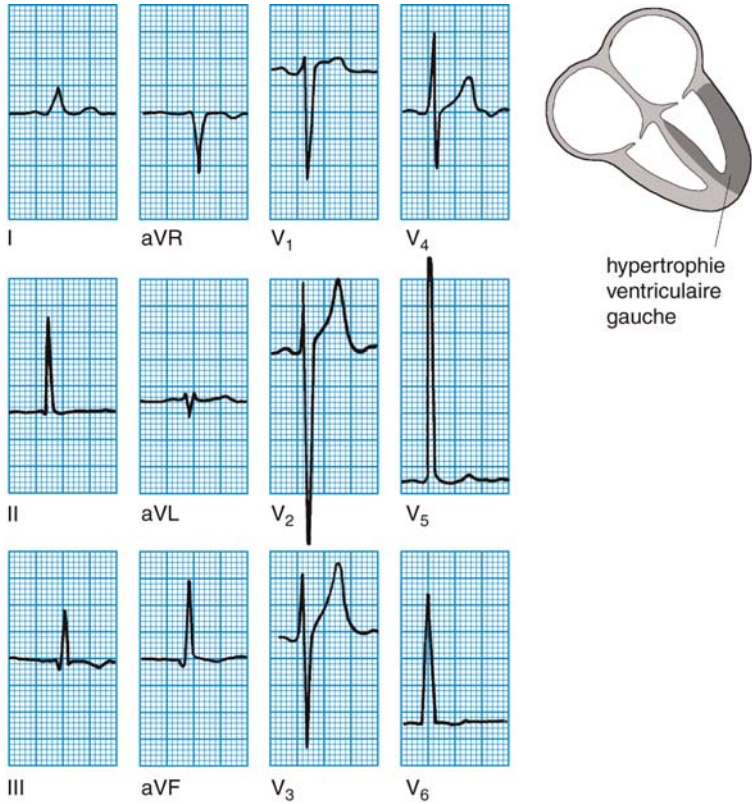 I aVR V₁ V₄
hypertrophie
ventriculaire
gauche
II aVL V₂ V₅
III aVF V₃ V₆